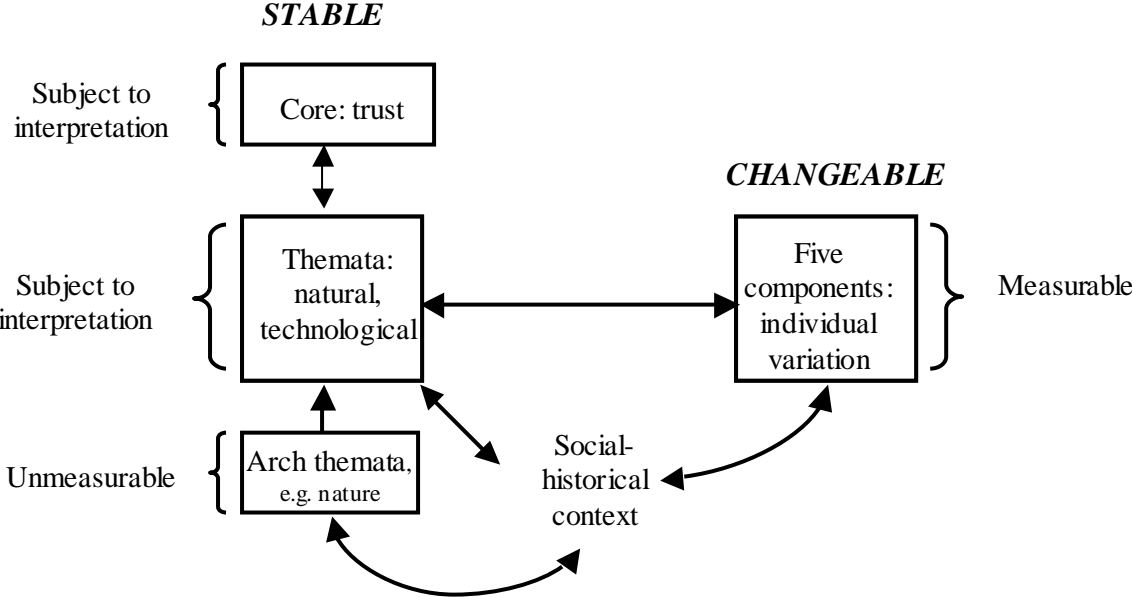 STABLE
Subject to
interpretation
Core: trust
CHANGEABLE
Subject to
interpretation
Themata:
natural,
technological
Five
components:
individual
variation
Measurable
Unmeasurable
Arch themata,
e.g. nature
Social-
historical
context